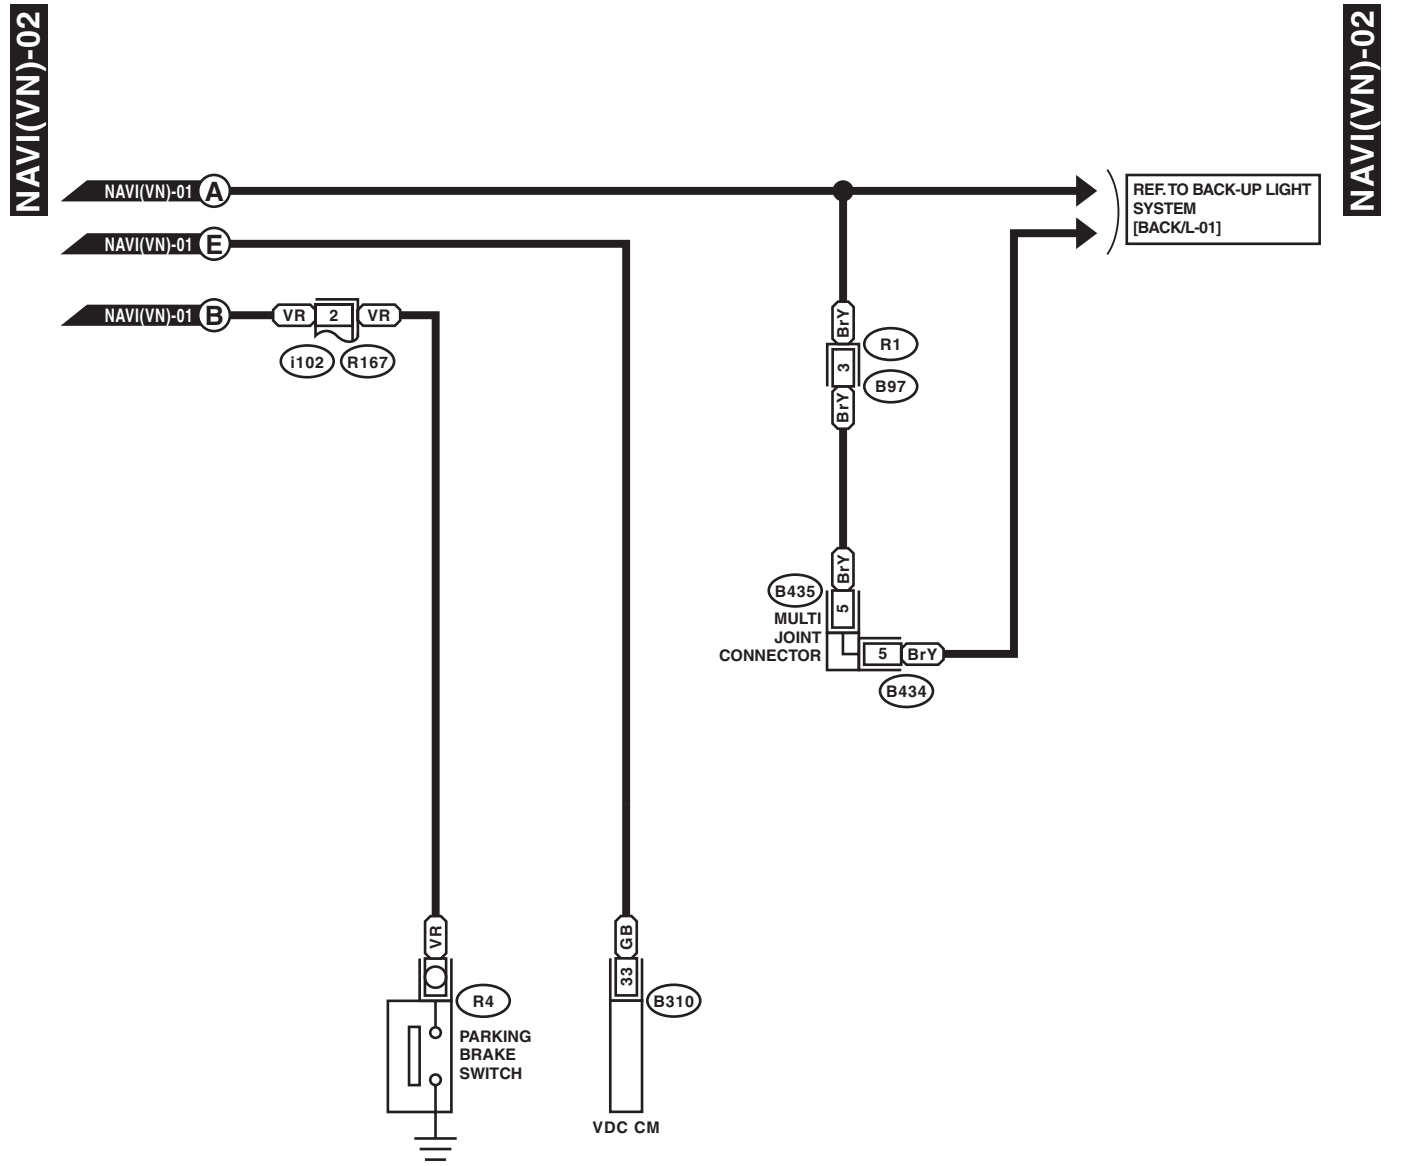 NAVI(VN)-02
NAVI(VN)-02
NAVI(VN)-01 A
REF. TO BACK-UP LIGHT
SYSTEM
[BACK/L-01]
NAVI(VN)-01 E
NAVI(VN)-01 B
VR 2 VR
i102 R167
BrY
R1
3
B97
BrY
BrY
B435
5
MULTI
JOINT
CONNECTOR
5 BrY
B434
VR
R4
PARKING
BRAKE
SWITCH
GB
33
B310
VDC CM